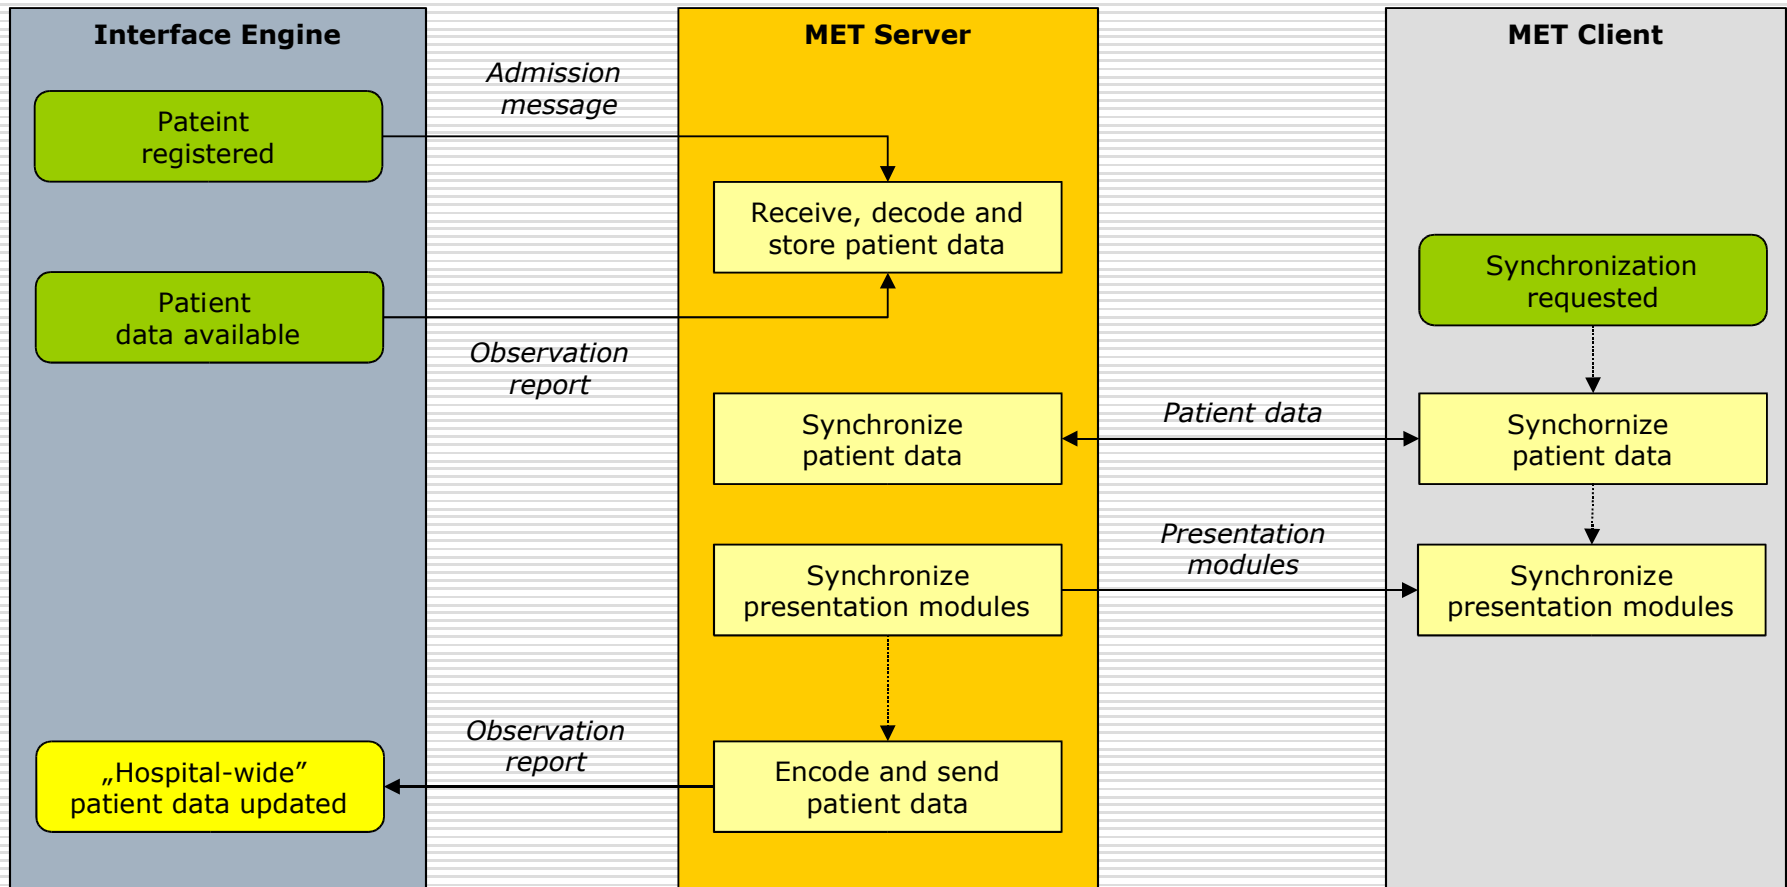 Interface Engine
MET Server
MET Client
Admission
message
Pateint
registered
Receive, decode and
store patient data
Patient
data available
Observation
report
Synchronization
requested
Synchronize
patient data
Patient data
Synchornize
patient data
Synchronize
presentation modules
Presentation
modules
Synchronize
presentation modules
Observation
report
„Hospital-wide”
patient data updated
Encode and send
patient data